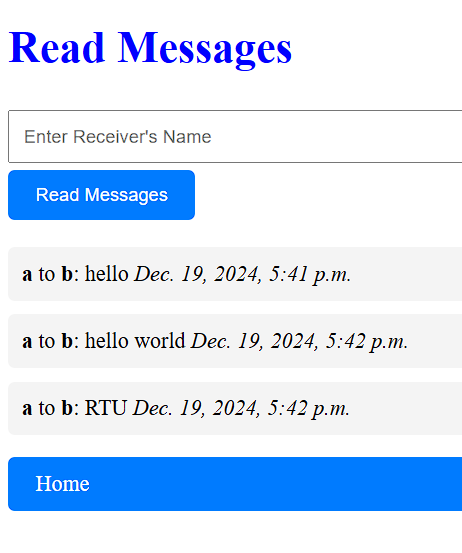 Read Messages
Enter Receiver's Name
Read Messages
a to b: hello Dec. 19, 2024, 5:41 p.m.
a to b: hello world Dec. 19, 2024, 5:42 p.m.
a to b: RTU Dec. 19, 2024, 5:42 p.m.
Home